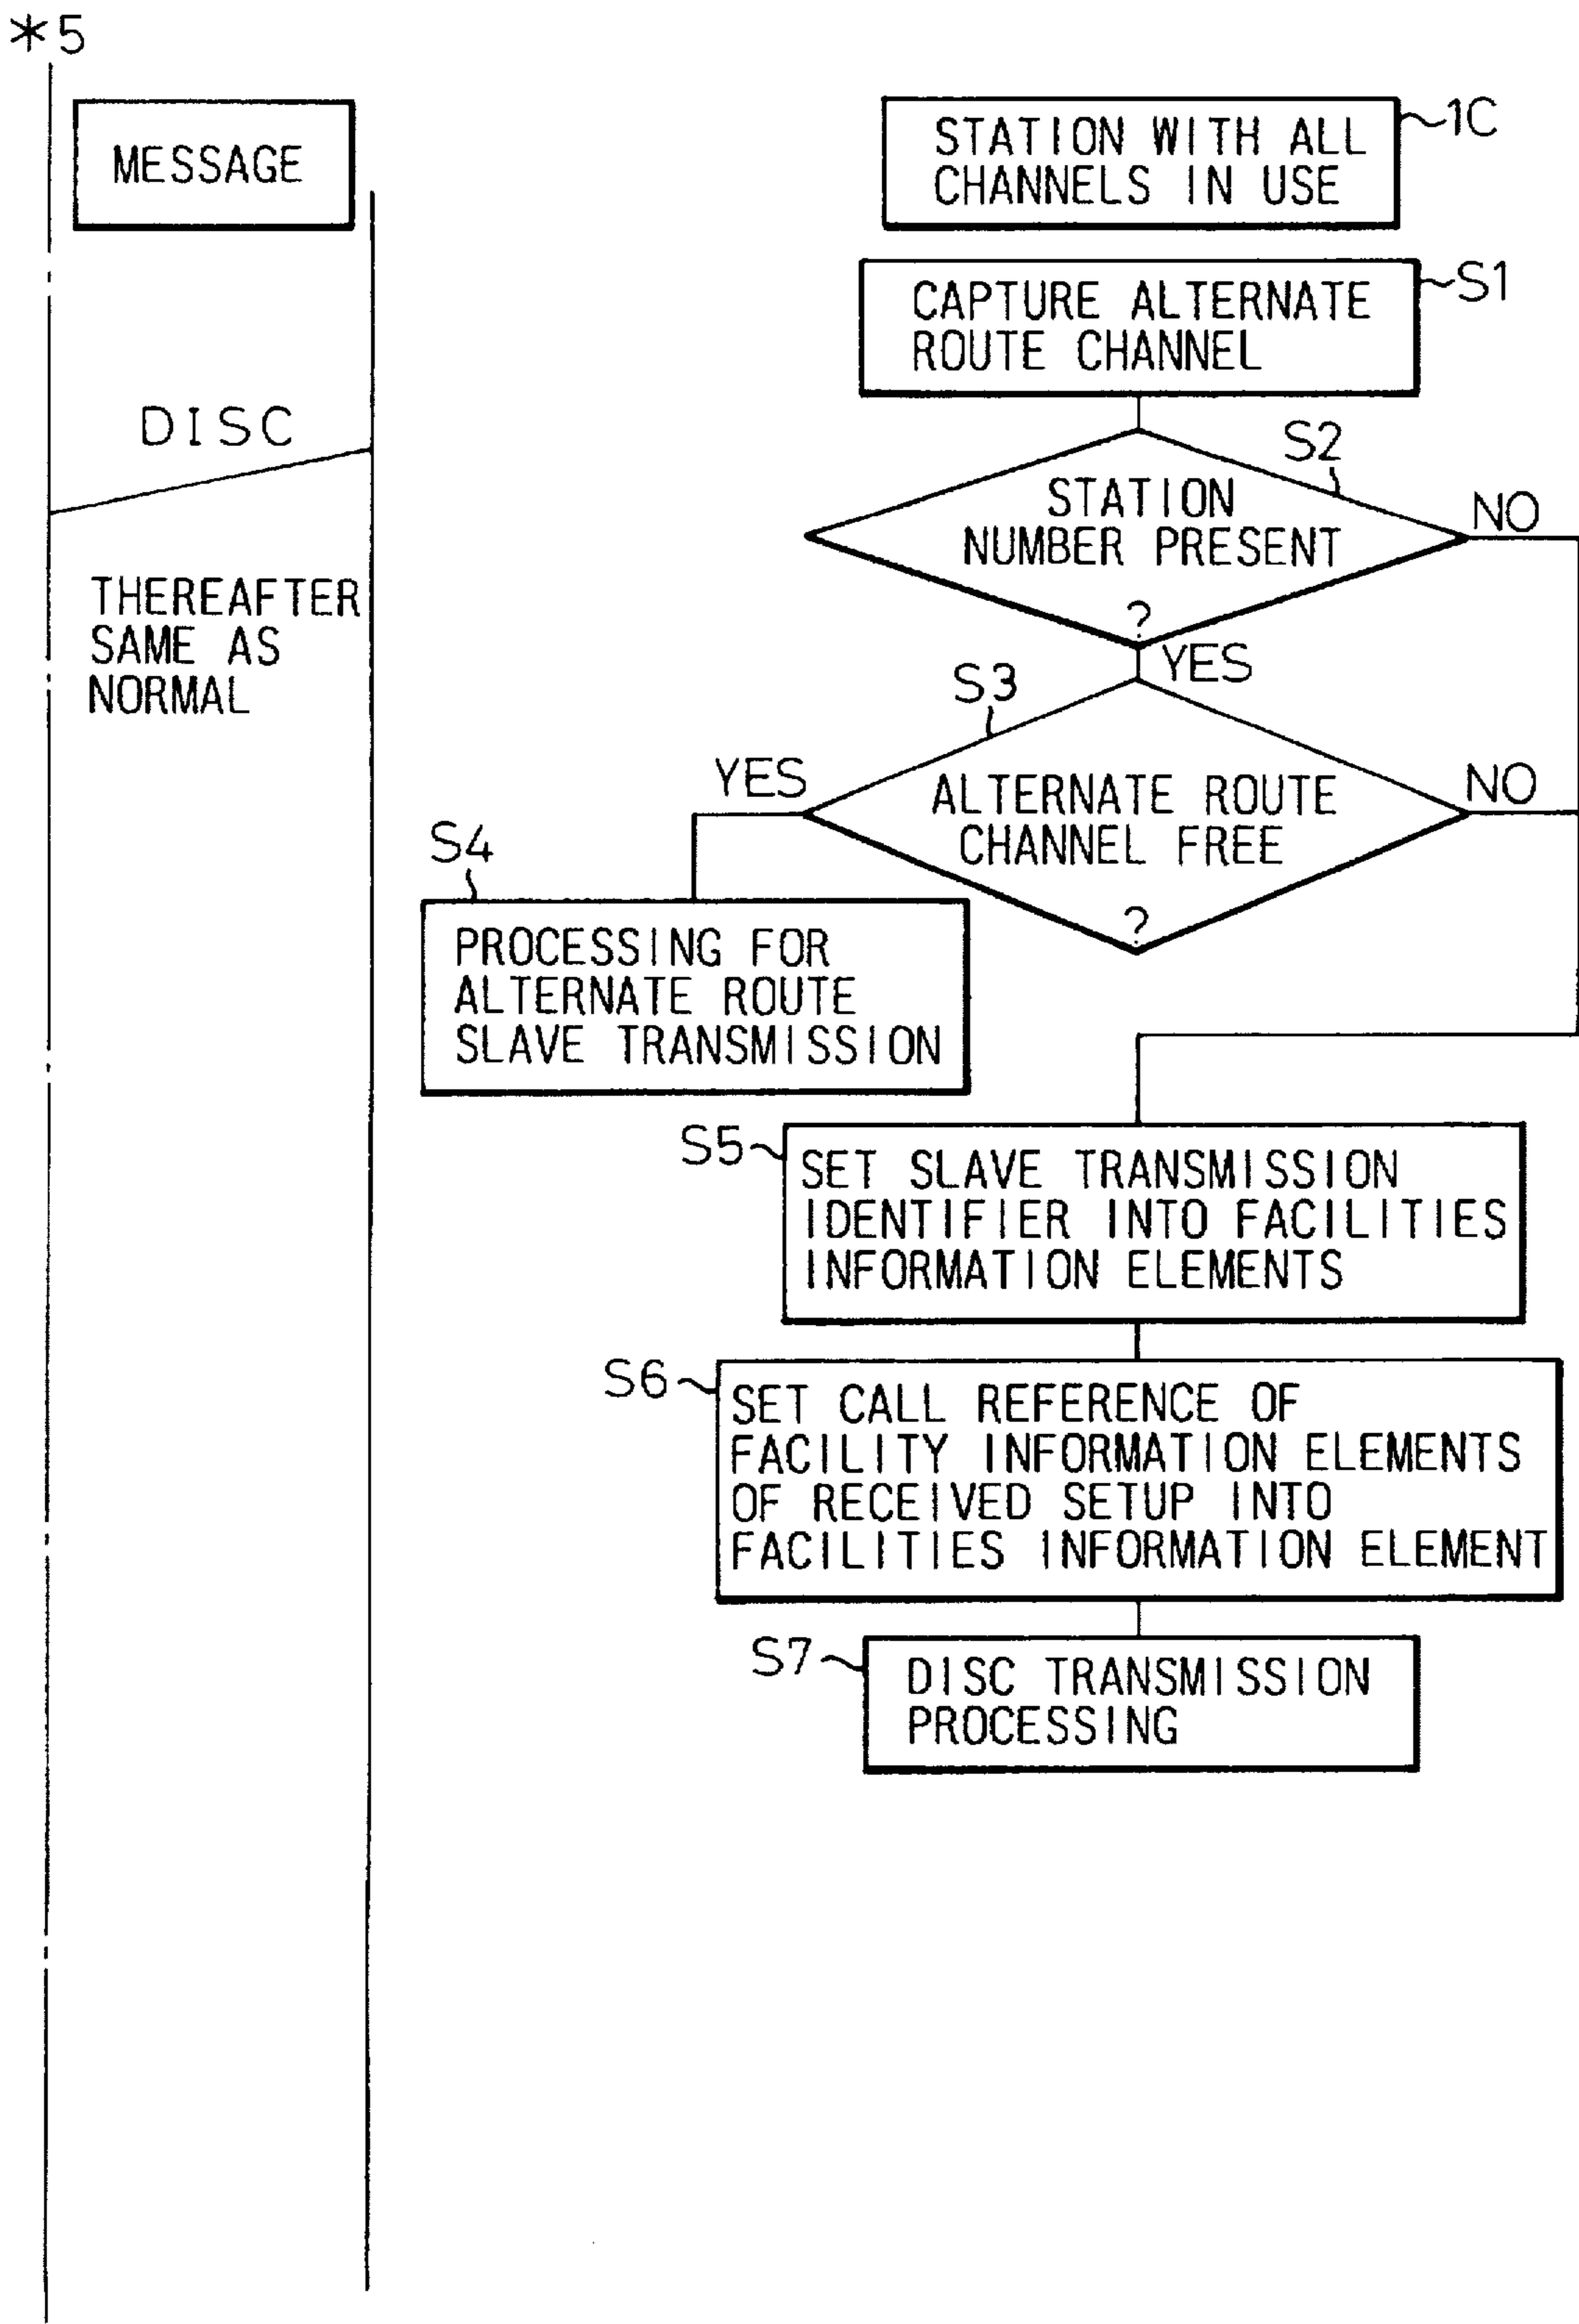 *5
MESSAGE
DISC
THEREAFTER
SAME AS
NORMAL
STATION WITH ALL
CHANNELS IN USE
1C
CAPTURE ALTERNATE
ROUTE CHANNEL
S1
S2
STATION
NUMBER PRESENT
?
NO
YES
S3
ALTERNATE ROUTE
CHANNEL FREE
?
YES
NO
S4
PROCESSING FOR
ALTERNATE ROUTE
SLAVE TRANSMISSION
S5
SET SLAVE TRANSMISSION
IDENTIFIER INTO FACILITIES
INFORMATION ELEMENTS
S6
SET CALL REFERENCE OF
FACILITY INFORMATION ELEMENTS
OF RECEIVED SETUP INTO
FACILITIES INFORMATION ELEMENT
S7
DISC TRANSMISSION
PROCESSING